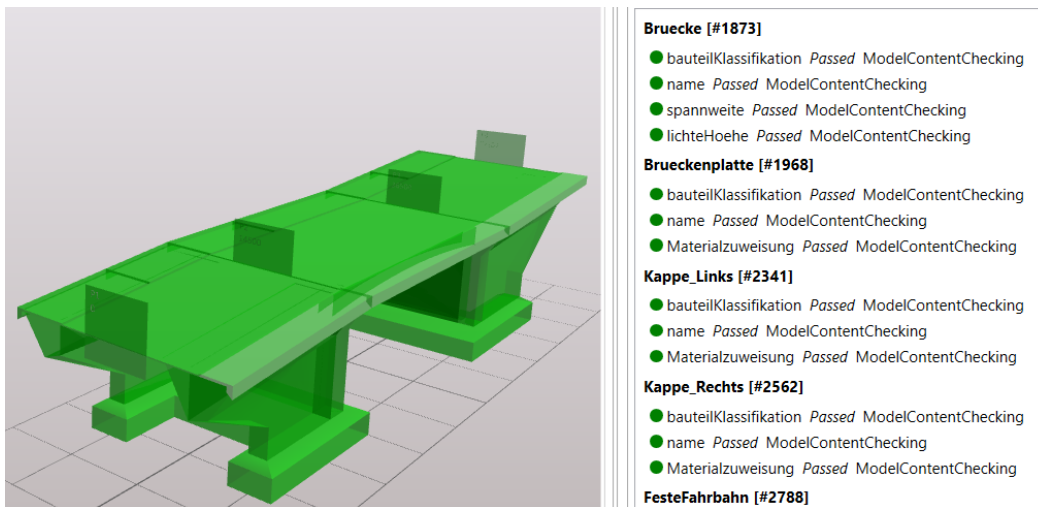 Bruecke [#1873]
bauteilKlassifikation Passed ModelContentChecking
name Passed ModelContentChecking
spannweite Passed ModelContentChecking
lichteHoehe Passed ModelContentChecking
Brueckenplatte [#1968]
bauteilKlassifikation Passed ModelContentChecking
name Passed ModelContentChecking
Materialzuweisung Passed ModelContentChecking
Kappe_Links [#2341]
bauteilKlassifikation Passed ModelContentChecking
name Passed ModelContentChecking
Materialzuweisung Passed ModelContentChecking
Kappe_Rechts [#2562]
bauteilKlassifikation Passed ModelContentChecking
name Passed ModelContentChecking
Materialzuweisung Passed ModelContentChecking
FesteFahrbahn [#2788]